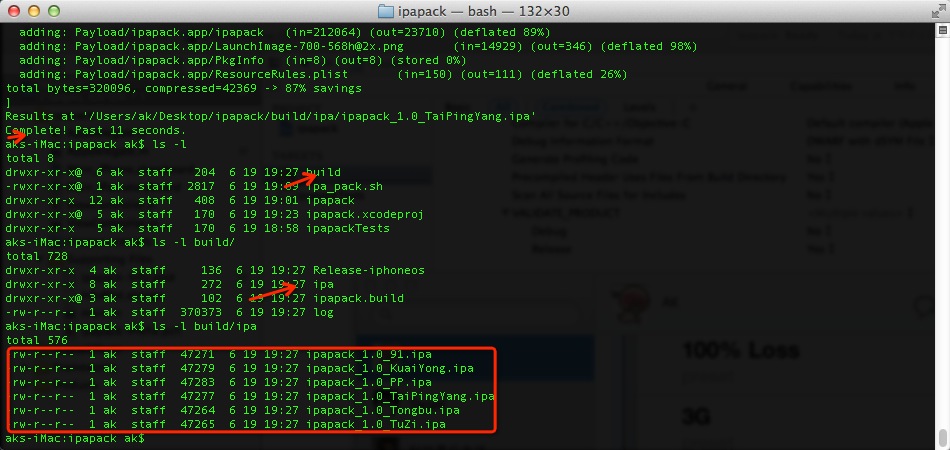 ipapack — bash — 132×30
adding: Payload/ipapack.app/ipapack (in=212064) (out=23710) (deflated 89%)
adding: Payload/ipapack.app/LaunchImage-700-568h@2x.png (in=14929) (out=346) (deflated 98%)
adding: Payload/ipapack.app/PkgInfo (in=8) (out=8) (stored 0%)
adding: Payload/ipapack.app/ResourceRules.plist (in=150) (out=111) (deflated 26%)
total bytes=320096, compressed=42369 -> 87% savings
]
Results at '/Users/ak/Desktop/ipapack/build/ipa/ipapack_1.0_TaiPingYang.ipa'
Complete! Past 11 seconds.
aks-iMac:ipapack ak$ ls -l
total 8
drwxr-xr-x@ 6 ak staff 204 6 19 19:27 build
-rwxr-xr-x@ 1 ak staff 2817 6 19 19:09 ipa_pack.sh
drwxr-xr-x 12 ak staff 408 6 19 19:01 ipapack
drwxr-xr-x@ 5 ak staff 170 6 19 19:23 ipapack.xcodeproj
drwxr-xr-x 5 ak staff 170 6 19 18:58 ipapackTests
aks-iMac:ipapack ak$ ls -l build/
total 728
drwxr-xr-x 4 ak staff 136 6 19 19:27 Release-iphoneos
drwxr-xr-x 8 ak staff 272 6 19 19:27 ipa
drwxr-xr-x@ 3 ak staff 102 6 19 19:27 ipapack.build
-rw-r--r-- 1 ak staff 370373 6 19 19:27 log
aks-iMac:ipapack ak$ ls -l build/ipa
total 576
-rw-r--r-- 1 ak staff 47271 6 19 19:27 ipapack_1.0_91.ipa
-rw-r--r-- 1 ak staff 47279 6 19 19:27 ipapack_1.0_KuaiYong.ipa
-rw-r--r-- 1 ak staff 47283 6 19 19:27 ipapack_1.0_PP.ipa
-rw-r--r-- 1 ak staff 47277 6 19 19:27 ipapack_1.0_TaiPingYang.ipa
-rw-r--r-- 1 ak staff 47264 6 19 19:27 ipapack_1.0_Tongbu.ipa
-rw-r--r-- 1 ak staff 47265 6 19 19:27 ipapack_1.0_TuZi.ipa
aks-iMac:ipapack ak$
100% Loss
3G